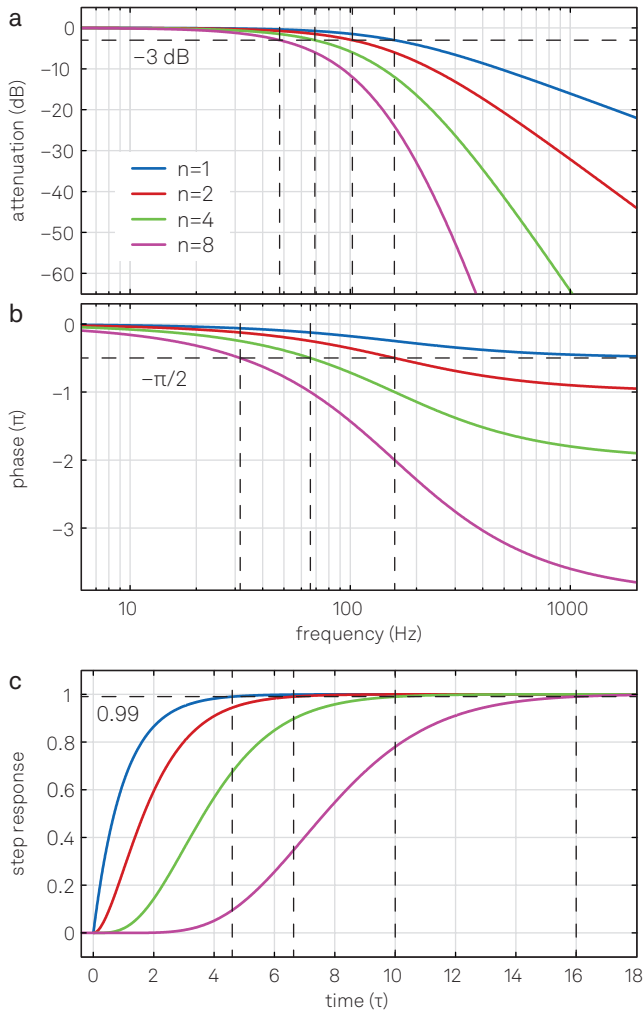 a
0
−10
−20
−30
−40
−50
−60
attenuation (dB)
−3 dB
n=1
n=2
n=4
n=8
b
0
−1
−2
−3
phase (π)
−π/2
10
100
1000
frequency (Hz)
c
1
0.8
0.6
0.4
0.2
0
step response
0.99
0 2 4 6 8 10 12 14 16 18
time (τ)